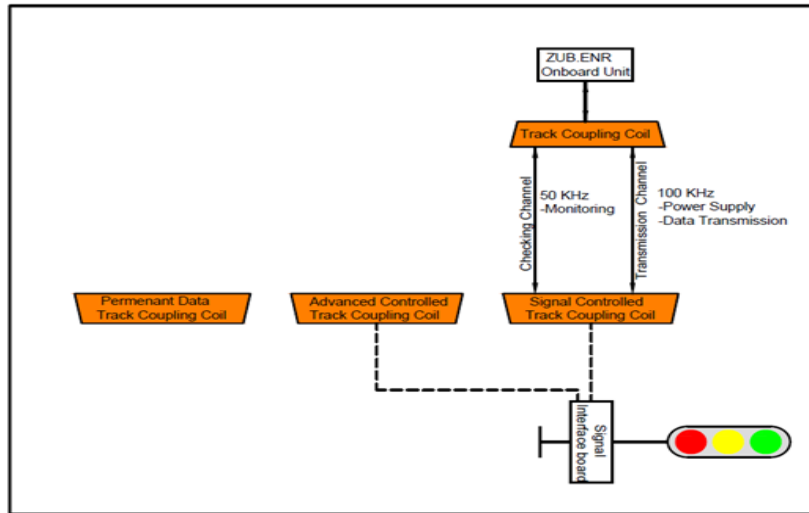 ZUB.ENR
Onboard Unit
Track Coupling Coil
Checking Channel
50 KHz
-Monitoring
Transmission Channel
100 KHz
-Power Supply
-Data Transmission
Permenant Data
Track Coupling Coil
Advanced Controlled
Track Coupling Coil
Signal Controlled
Track Coupling Coil
Signal
Interface board